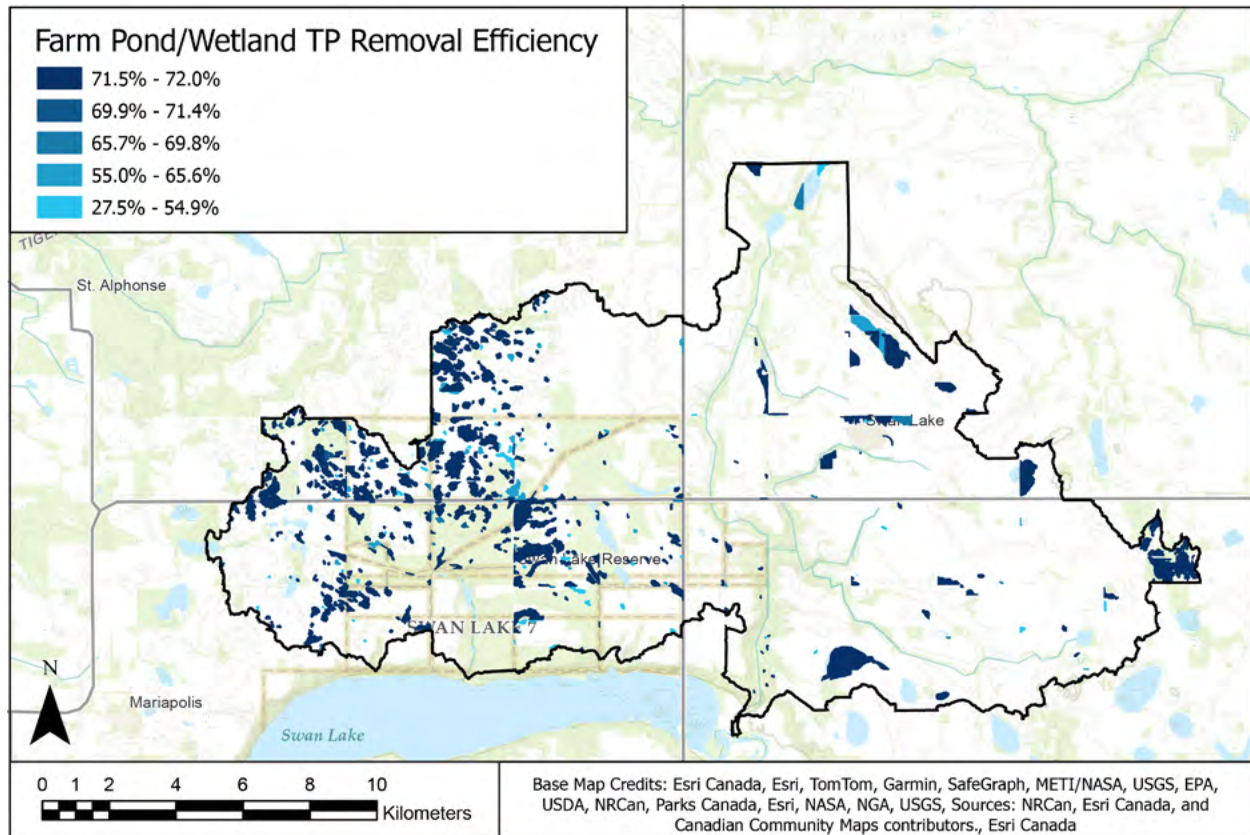 Farm Pond/Wetland TP Removal Efficiency
71.5% - 72.0%
69.9% - 71.4%
65.7% - 69.8%
55.0% - 65.6%
27.5% - 54.9%
TIGE
St. Alphonse
Swan Lake
Swan Lake Reserve
SWAN LAKE 7
N
Mariapolis
Swan Lake
0 1 2 4 6 8 10
Kilometers
Base Map Credits: Esri Canada, Esri, TomTom, Garmin, SafeGraph, METI/NASA, USGS, EPA,
USDA, NRCan, Parks Canada, Esri, NASA, NGA, USGS, Sources: NRCan, Esri Canada, and
Canadian Community Maps contributors., Esri Canada